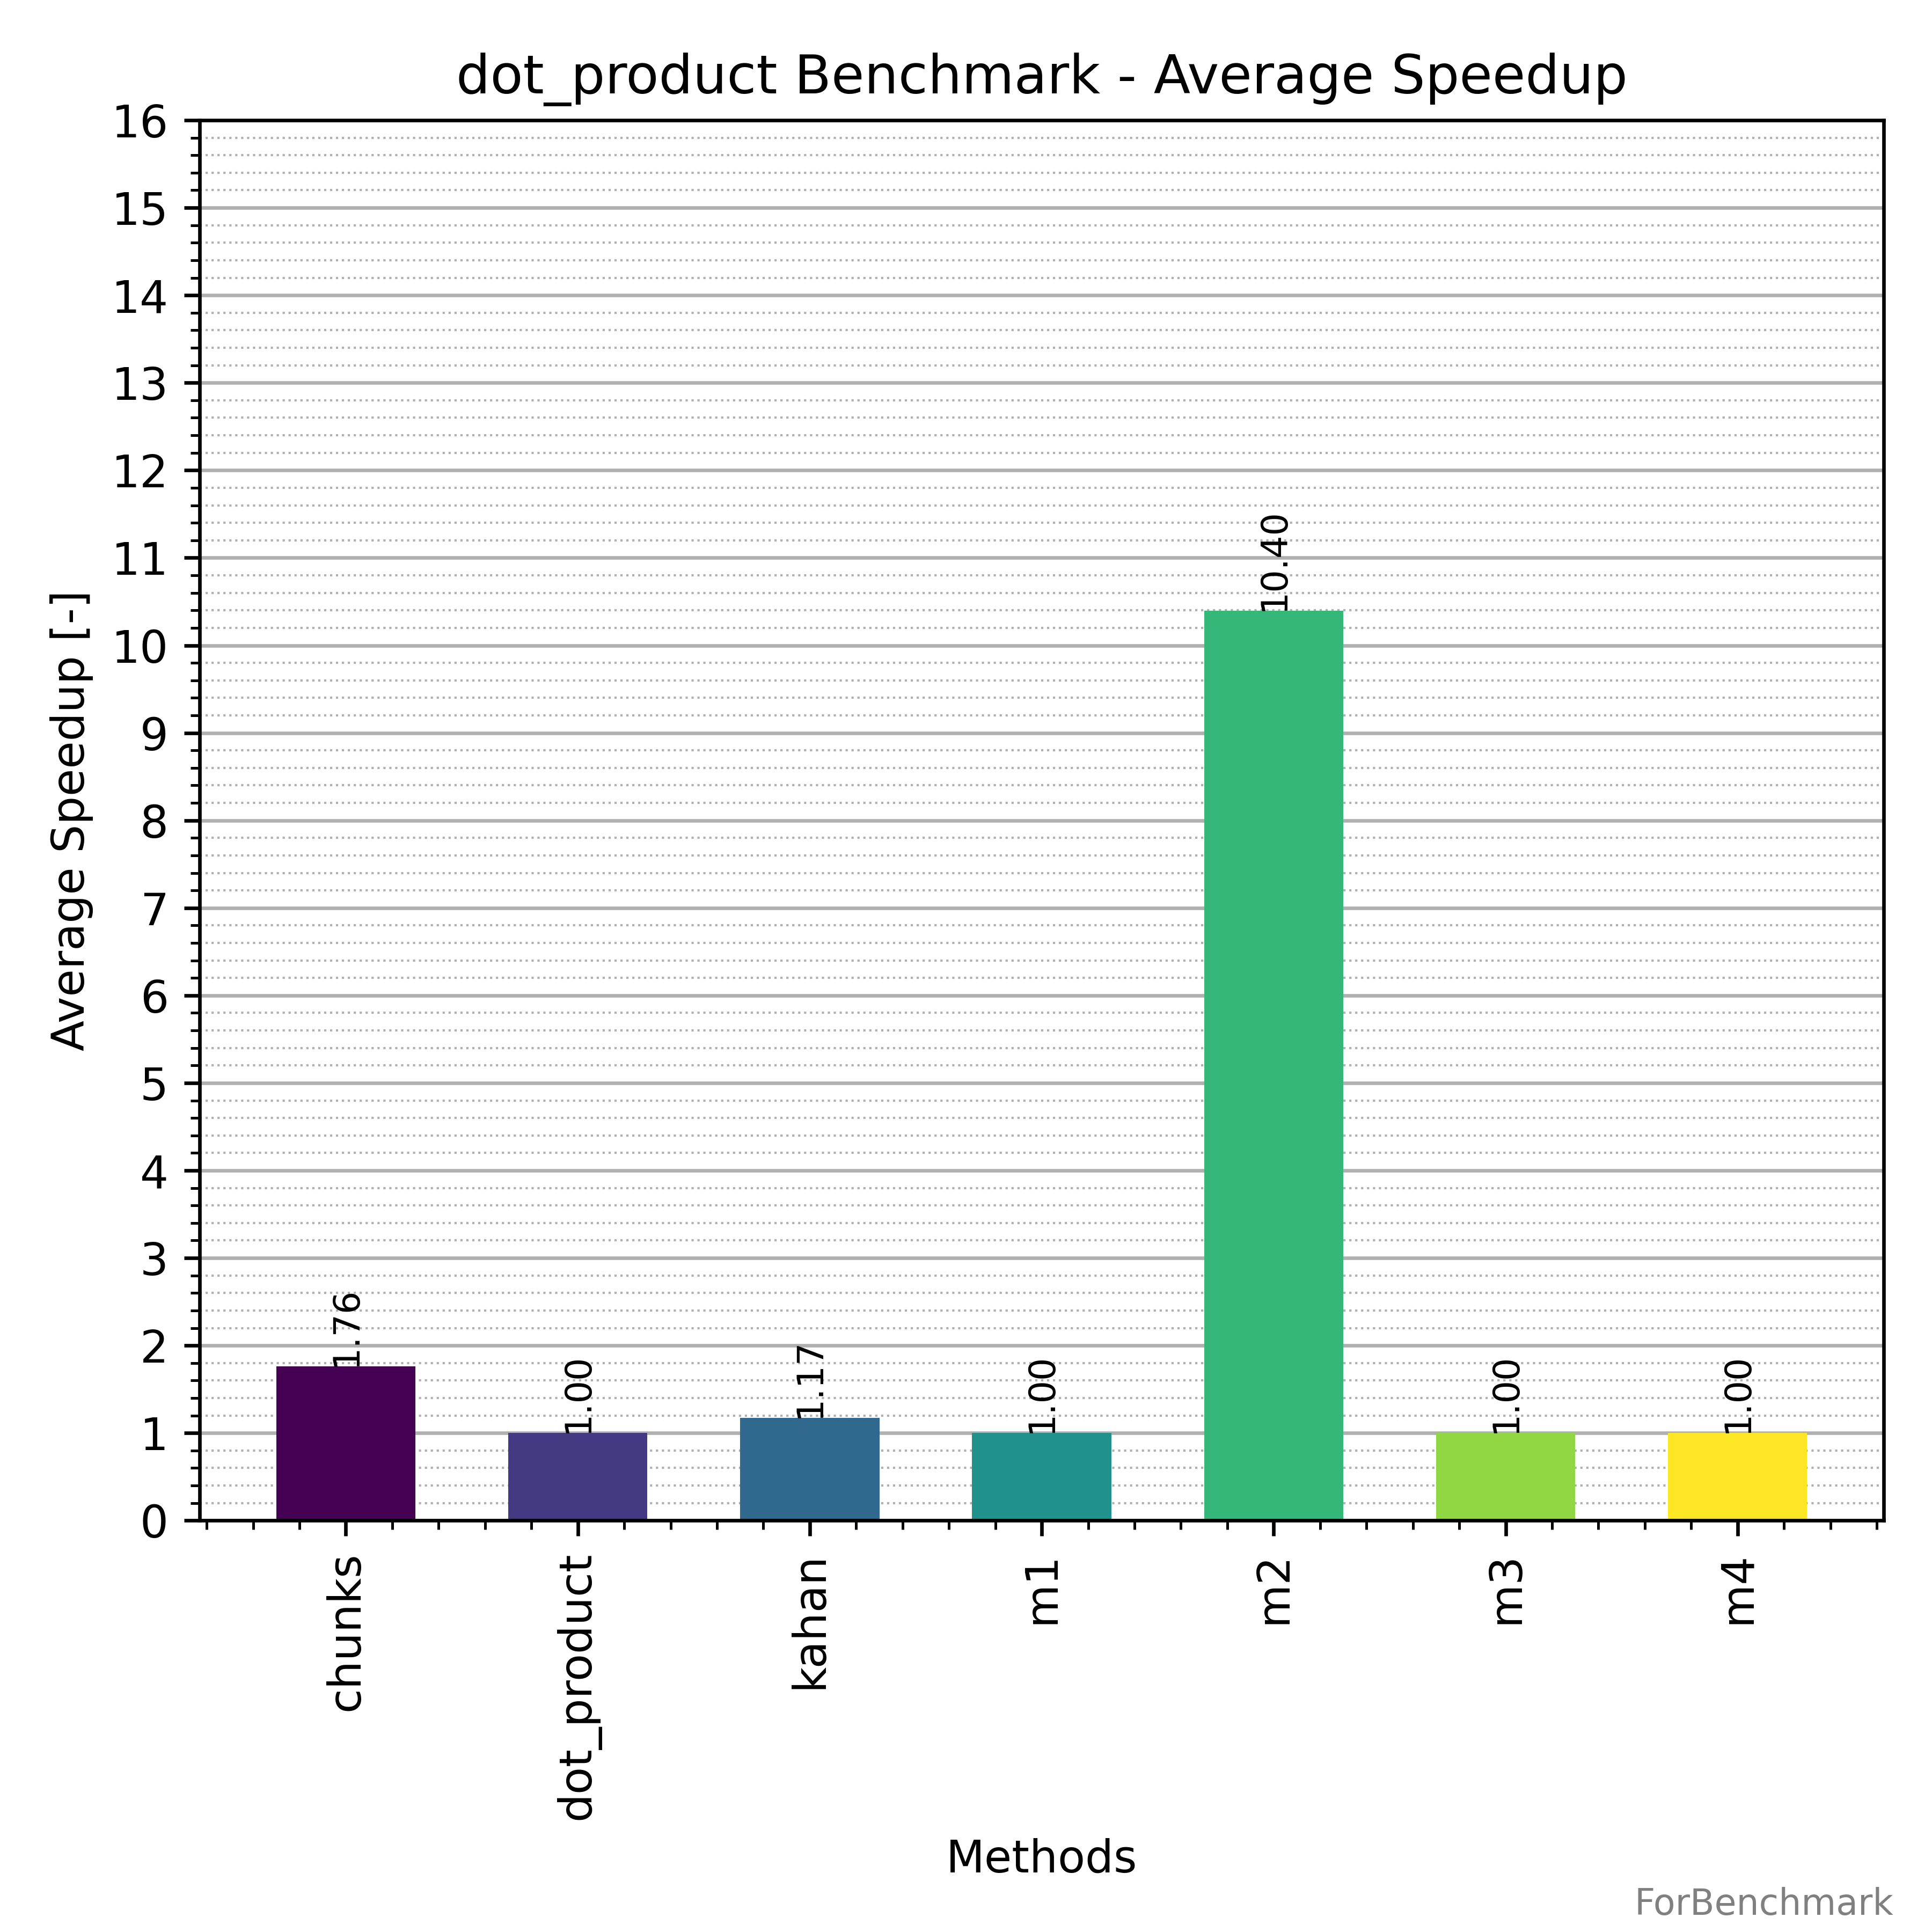 dot_product Benchmark - Average Speedup
16
15
14
13
12
11
10
9
8
7
6
5
4
3
2
1
0
Average Speedup [-]
1.76
1.00
1.17
1.00
10.40
1.00
1.00
chunks
dot_product
kahan
m1
m2
m3
m4
Methods
ForBenchmark